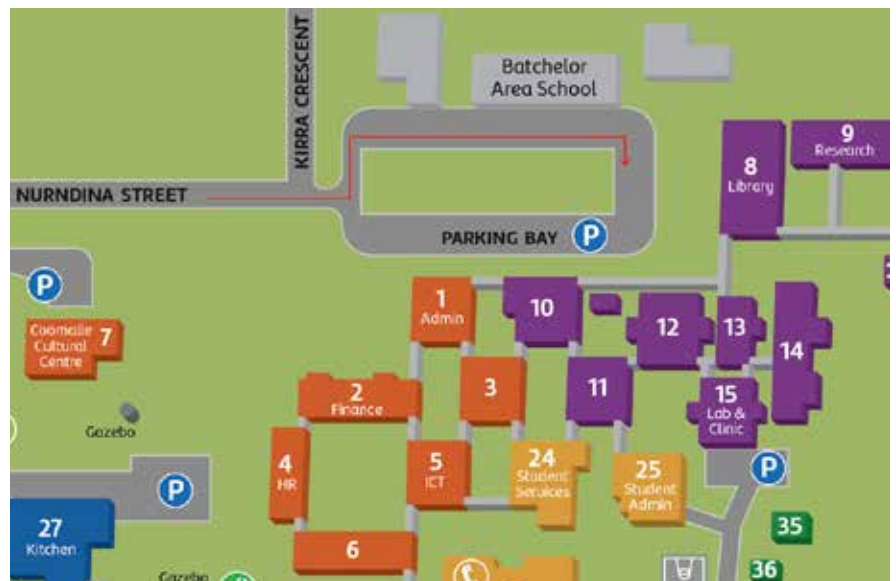 KIRRA CRESCENT
Batchelor
Area School
NURNDINA STREET
PARKING BAY P
8
Library
9
Research
P
1
Admin
10
12
13
14
Coomalie
Cultural
Centre
7
2
Finance
3
11
15
Lab &
Clinic
Gazebo
4
HR
5
ICT
24
Student
Services
25
Student
Admin
P
P
27
Kitchen
6
35
36
Gazebo